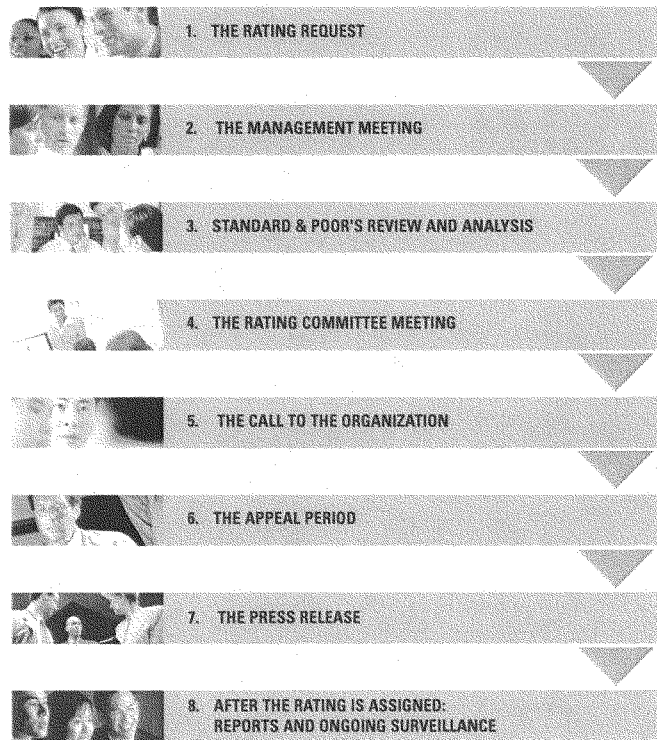 1. THE RATING REQUEST
2. THE MANAGEMENT MEETING
3. STANDARD & POOR'S REVIEW AND ANALYSIS
4. THE RATING COMMITTEE MEETING
5. THE CALL TO THE ORGANIZATION
6. THE APPEAL PERIOD
7. THE PRESS RELEASE
8. AFTER THE RATING IS ASSIGNED:
REPORTS AND ONGOING SURVEILLANCE